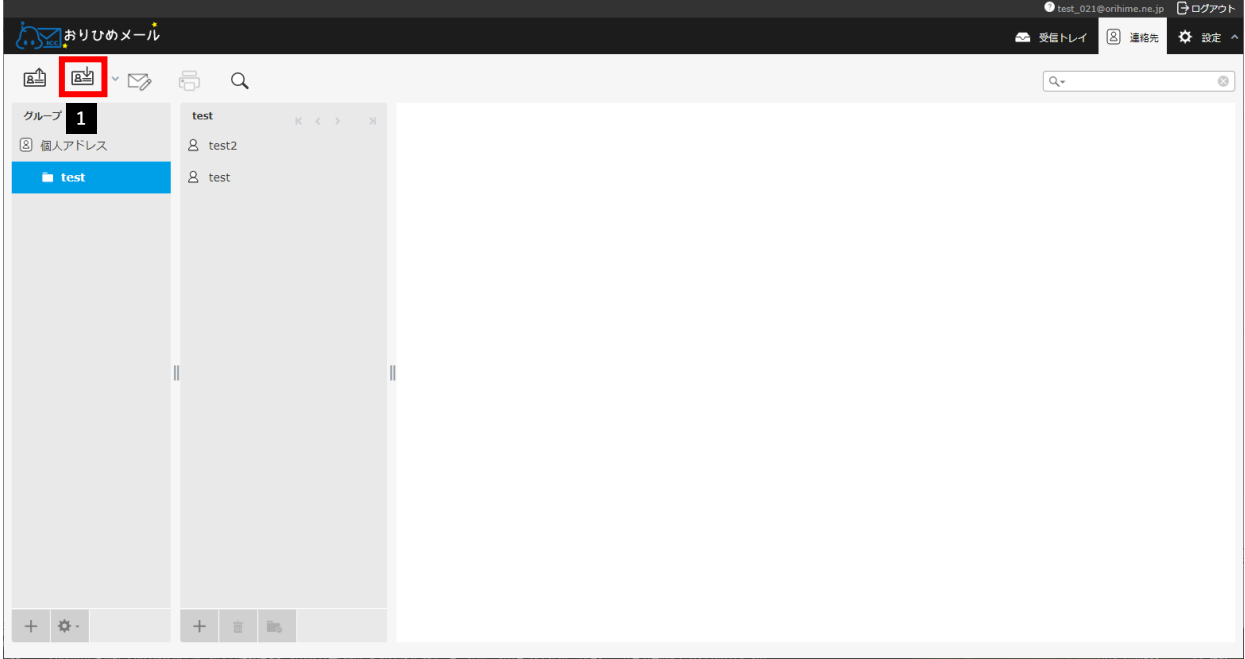 test_021@orihime.ne.jp ログアウト
ICC おりひめメール
受信トレイ 連絡先 設定
1
グループ
個人アドレス
test
test
test2
test